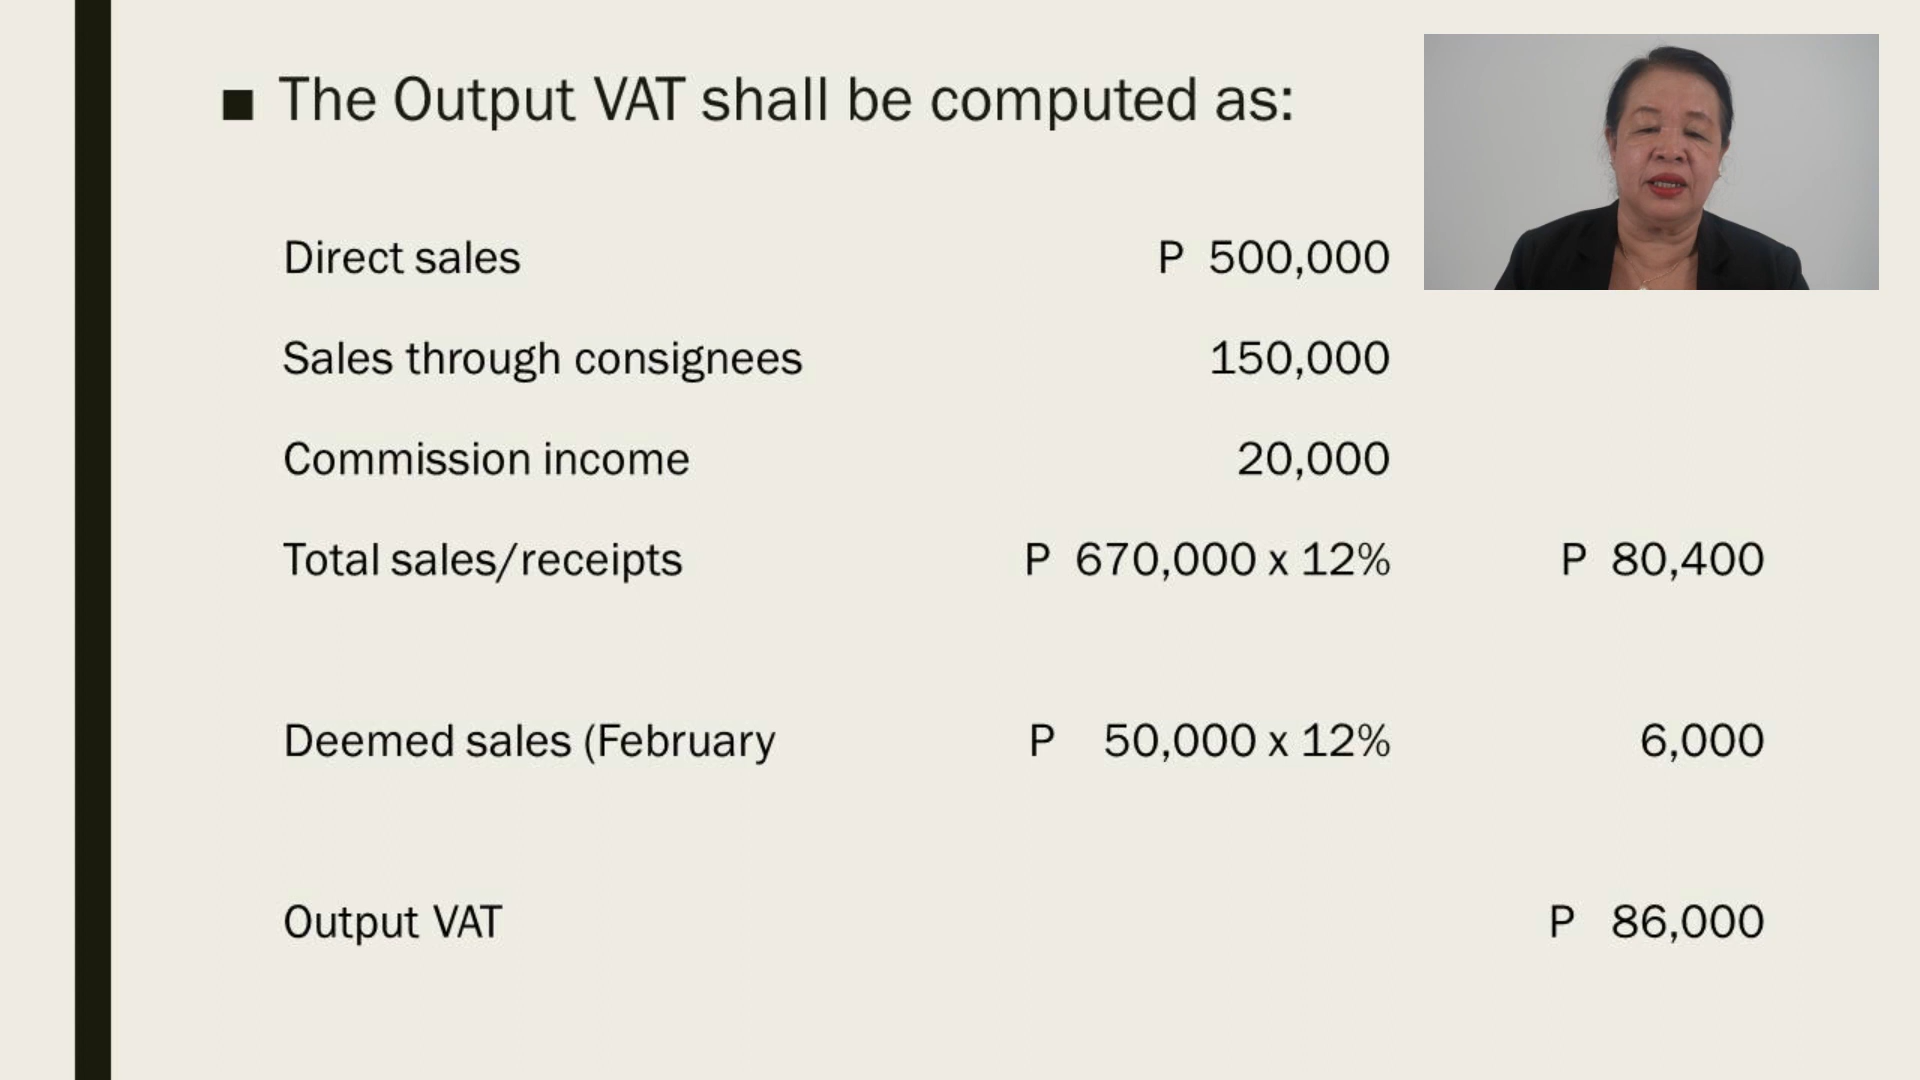 ■ The Output VAT shall be computed as:
Direct sales P 500,000
Sales through consignees 150,000
Commission income 20,000
Total sales/receipts P 670,000 x 12% P 80,400
Deemed sales (February P 50,000 x 12% 6,000
Output VAT P 86,000